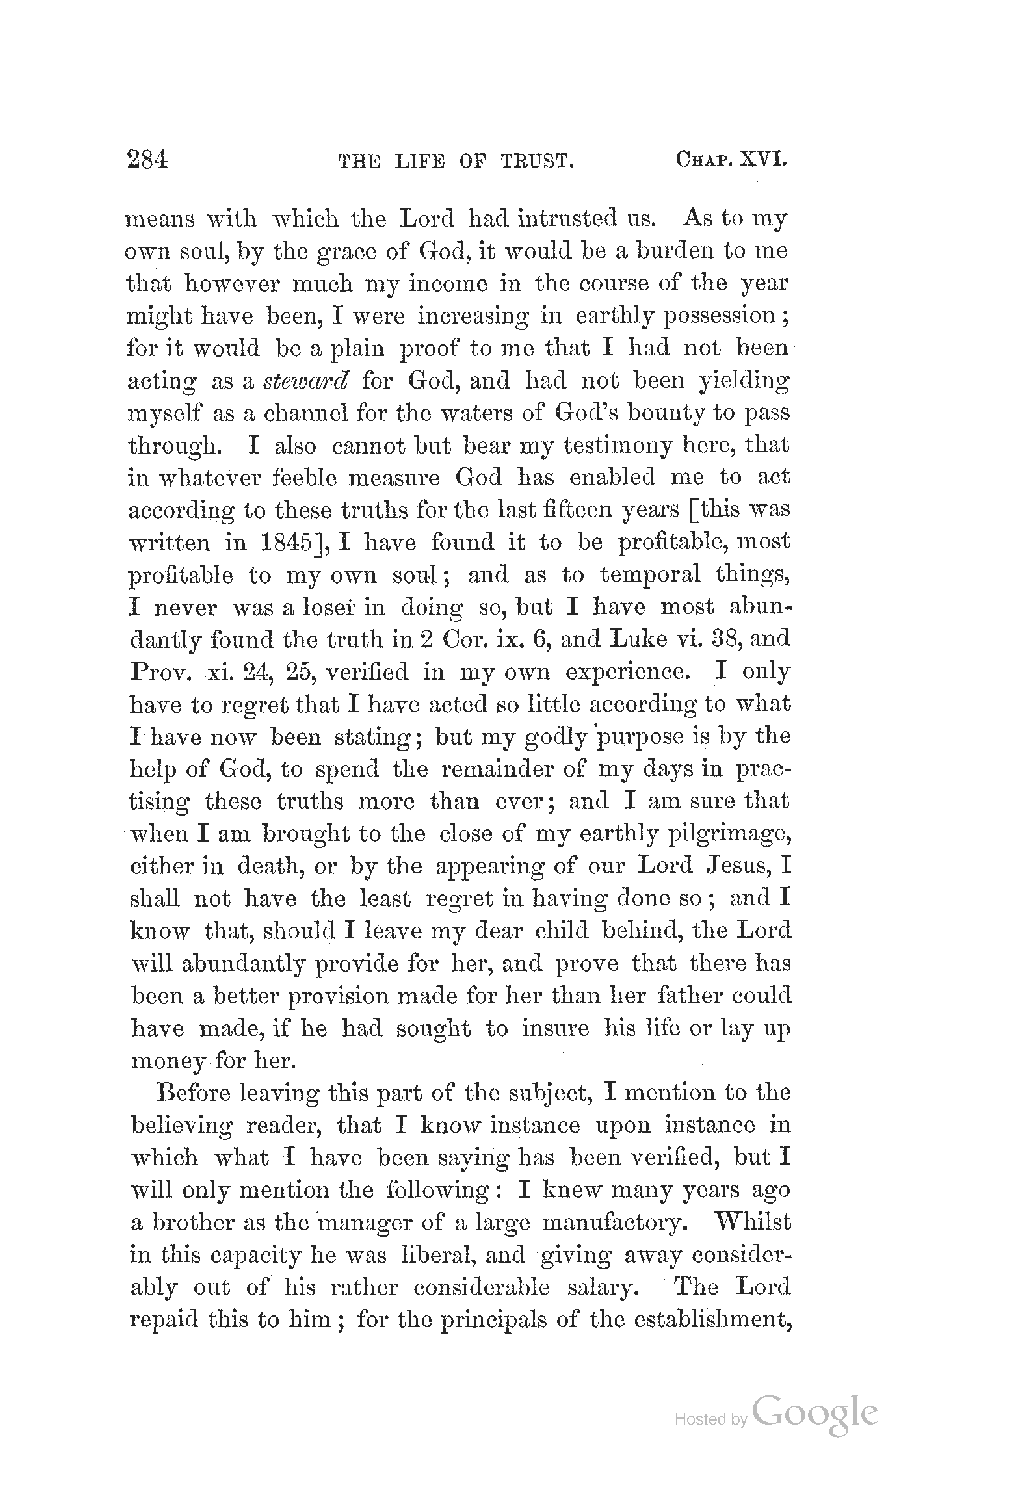 284 THE LIFE OF TRUST. CHAP. XVI.
means with which the Lord had intrusted us. As to my
own soul, by the grace of God, it would be a burden to me
that however much my income in the course of the year
might have been, I were increasing in earthly possession;
for it would be a plain proof to me that I had not been
acting as a steward for God, and had not been yielding
myself as a channel for the waters of God's bounty to pass
through. I also cannot but bear my testimony here, that
in whatever feeble measure God has enabled me to act
according to these truths for the last fifteen years [this was
written in 1845], I have found it to be profitable, most
profitable to my own soul; and as to temporal things,
I never was a loser in doing so, but I have most abun-
dantly found the truth in 2 Cor. ix. 6, and Luke vi. 38, and
Prov. xi. 24, 25, verified in my own experience. I only
have to regret that I have acted so little according to what
I have now been stating; but my godly purpose is by the
help of God, to spend the remainder of my days in prac-
tising these truths more than ever; and I am sure that
when I am brought to the close of my earthly pilgrimage,
either in death, or by the appearing of our Lord Jesus, I
shall not have the least regret in having done so; and I
know that, should I leave my dear child behind, the Lord
will abundantly provide for her, and prove that there has
been a better provision made for her than her father could
have made, if he had sought to insure his life or lay up
money for her.
Before leaving this part of the subject, I mention to the
believing reader, that I know instance upon instance in
which what I have been saying has been verified, but I
will only mention the following: I knew many years ago
a brother as the manager of a large manufactory. Whilst
in this capacity he was liberal, and giving away consider-
ably out of his rather considerable salary. The Lord
repaid this to him; for the principals of the establishment,
Hosted by Google